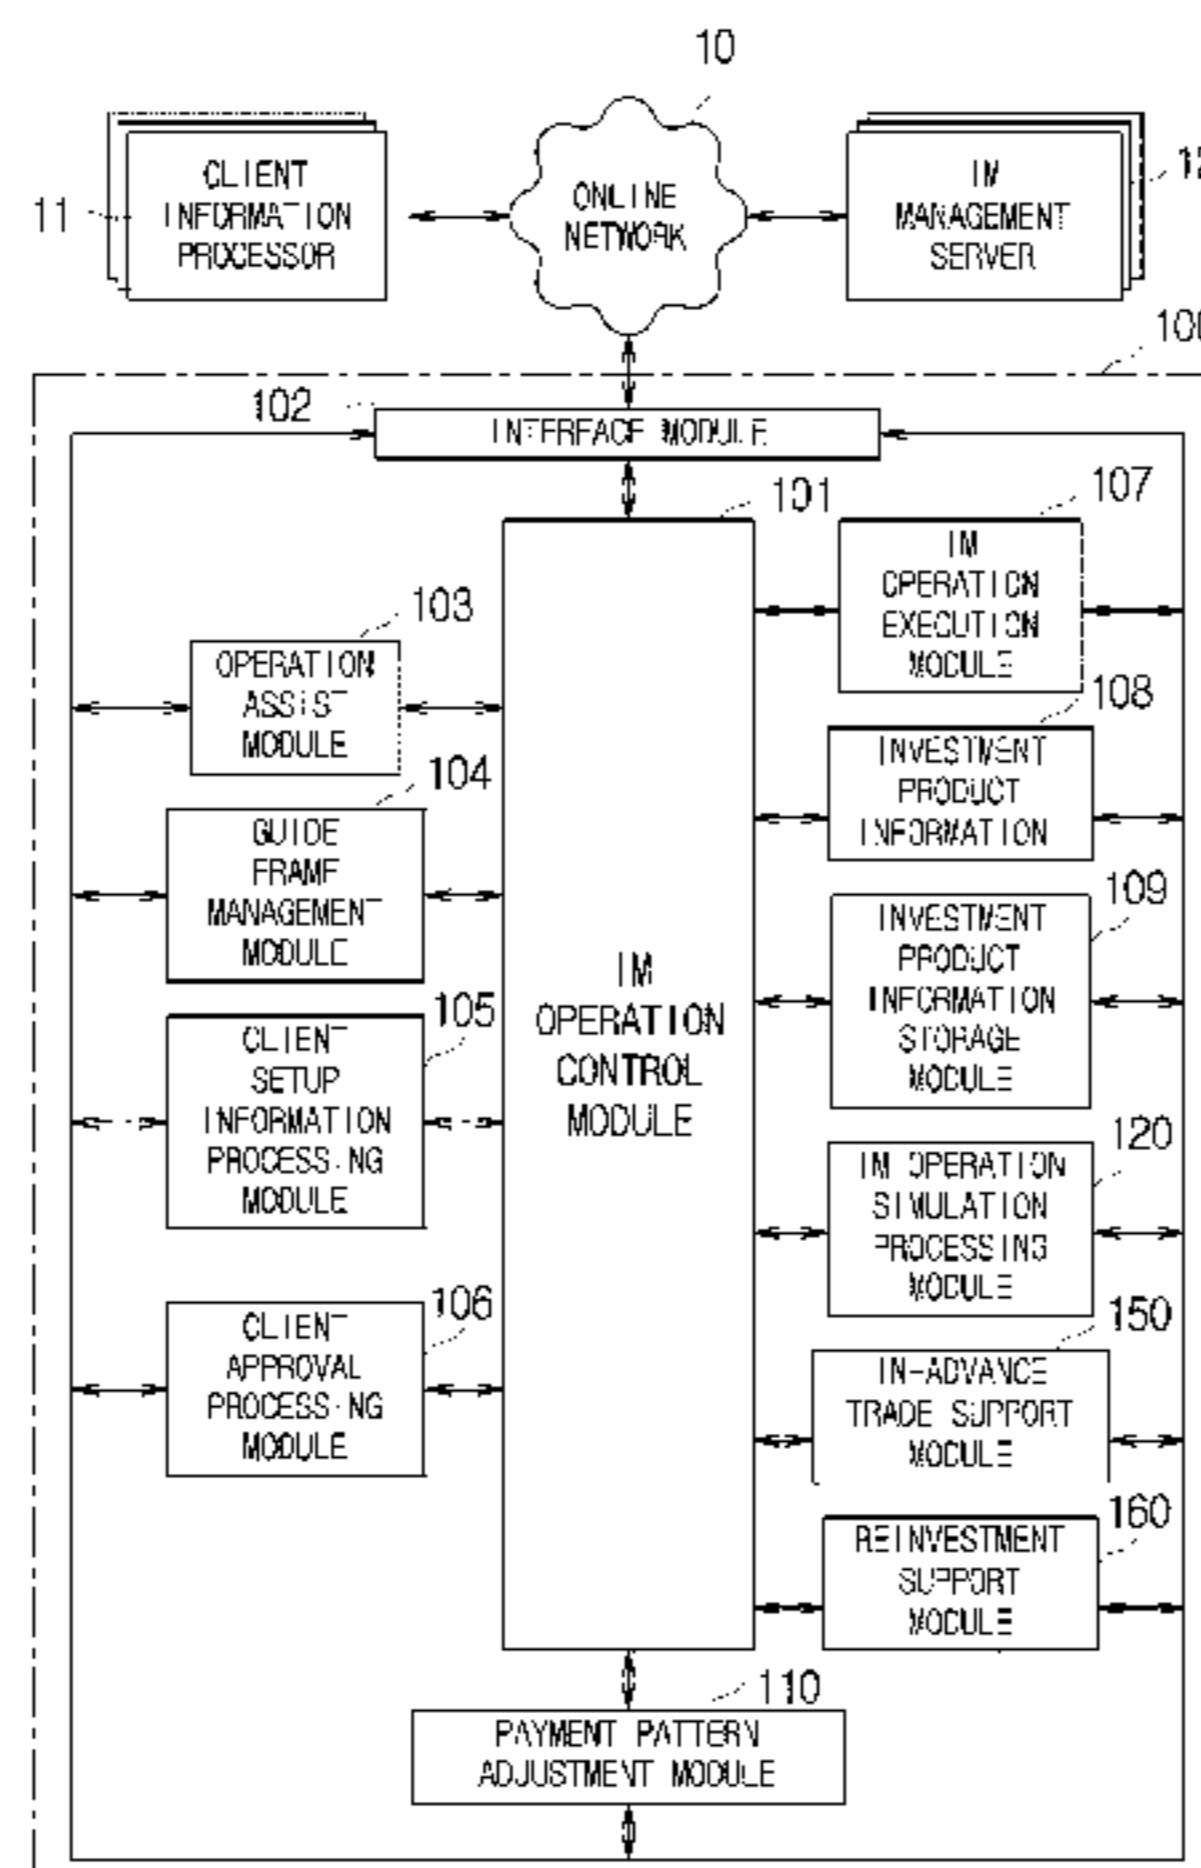 10
CLIENT
INFORMATION
PROCESSOR
11
ONLINE
NETWORK
IM
MANAGEMENT
SERVER
102
INTERFACE MODULE
101
107
IM
OPERATION
EXECUTION
MODULE
103
OPERATION
ASSIST
MODULE
108
INVESTMENT
PRODUCT
INFORMATION
104
GUIDE
FRAME
MANAGEMENT
MODULE
109
INVESTMENT
PRODUCT
INFORMATION
STORAGE
MODULE
IM
OPERATION
CONTROL
MODULE
105
CLIENT
SETUP
INFORMATION
PROCESSING
MODULE
120
IM OPERATION
SIMULATION
PROCESSING
MODULE
106
CLIENT
APPROVAL
PROCESSING
MODULE
150
IN-ADVANCE
TRADE SUPPORT
MODULE
160
REINVESTMENT
SUPPORT
MODULE
110
PAYMENT PATTERN
ADJUSTMENT MODULE